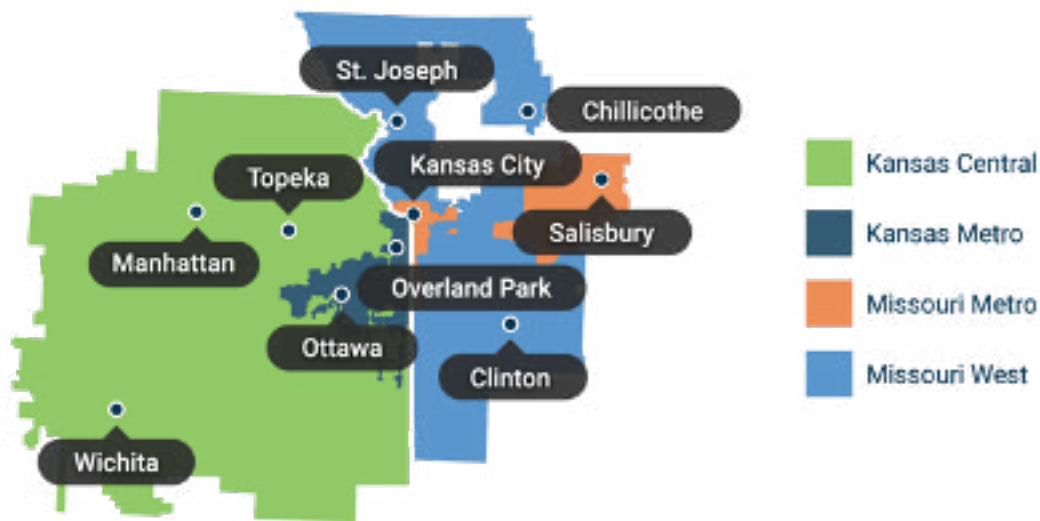 St. Joseph
Chillicothe
Kansas City
Topeka
Salisbury
Manhattan
Overland Park
Ottawa
Clinton
Wichita
Kansas Central
Kansas Metro
Missouri Metro
Missouri West